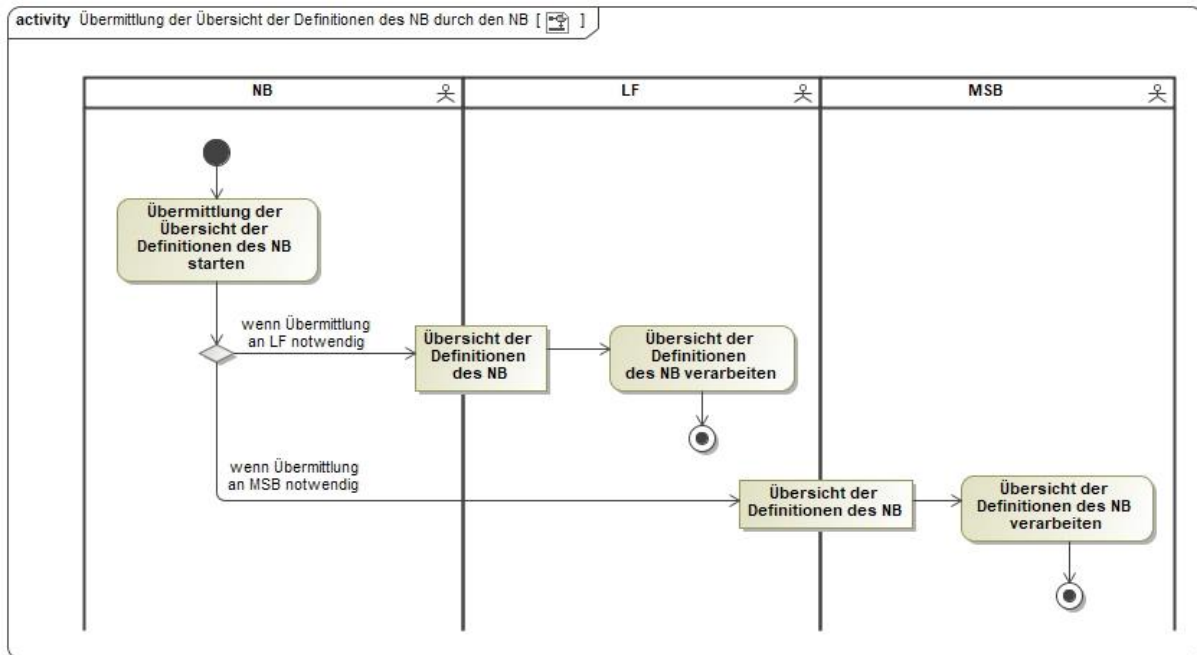 activity Übermittlung der Übersicht der Definitionen des NB durch den NB [ ]
NB
LF
MSB
Übermittlung der
Übersicht der
Definitionen des NB
starten
wenn Übermittlung
an LF notwendig
Übersicht der
Definitionen
des NB
Übersicht der
Definitionen
des NB verarbeiten
wenn Übermittlung
an MSB notwendig
Übersicht der
Definitionen des NB
Übersicht der
Definitionen des NB
verarbeiten